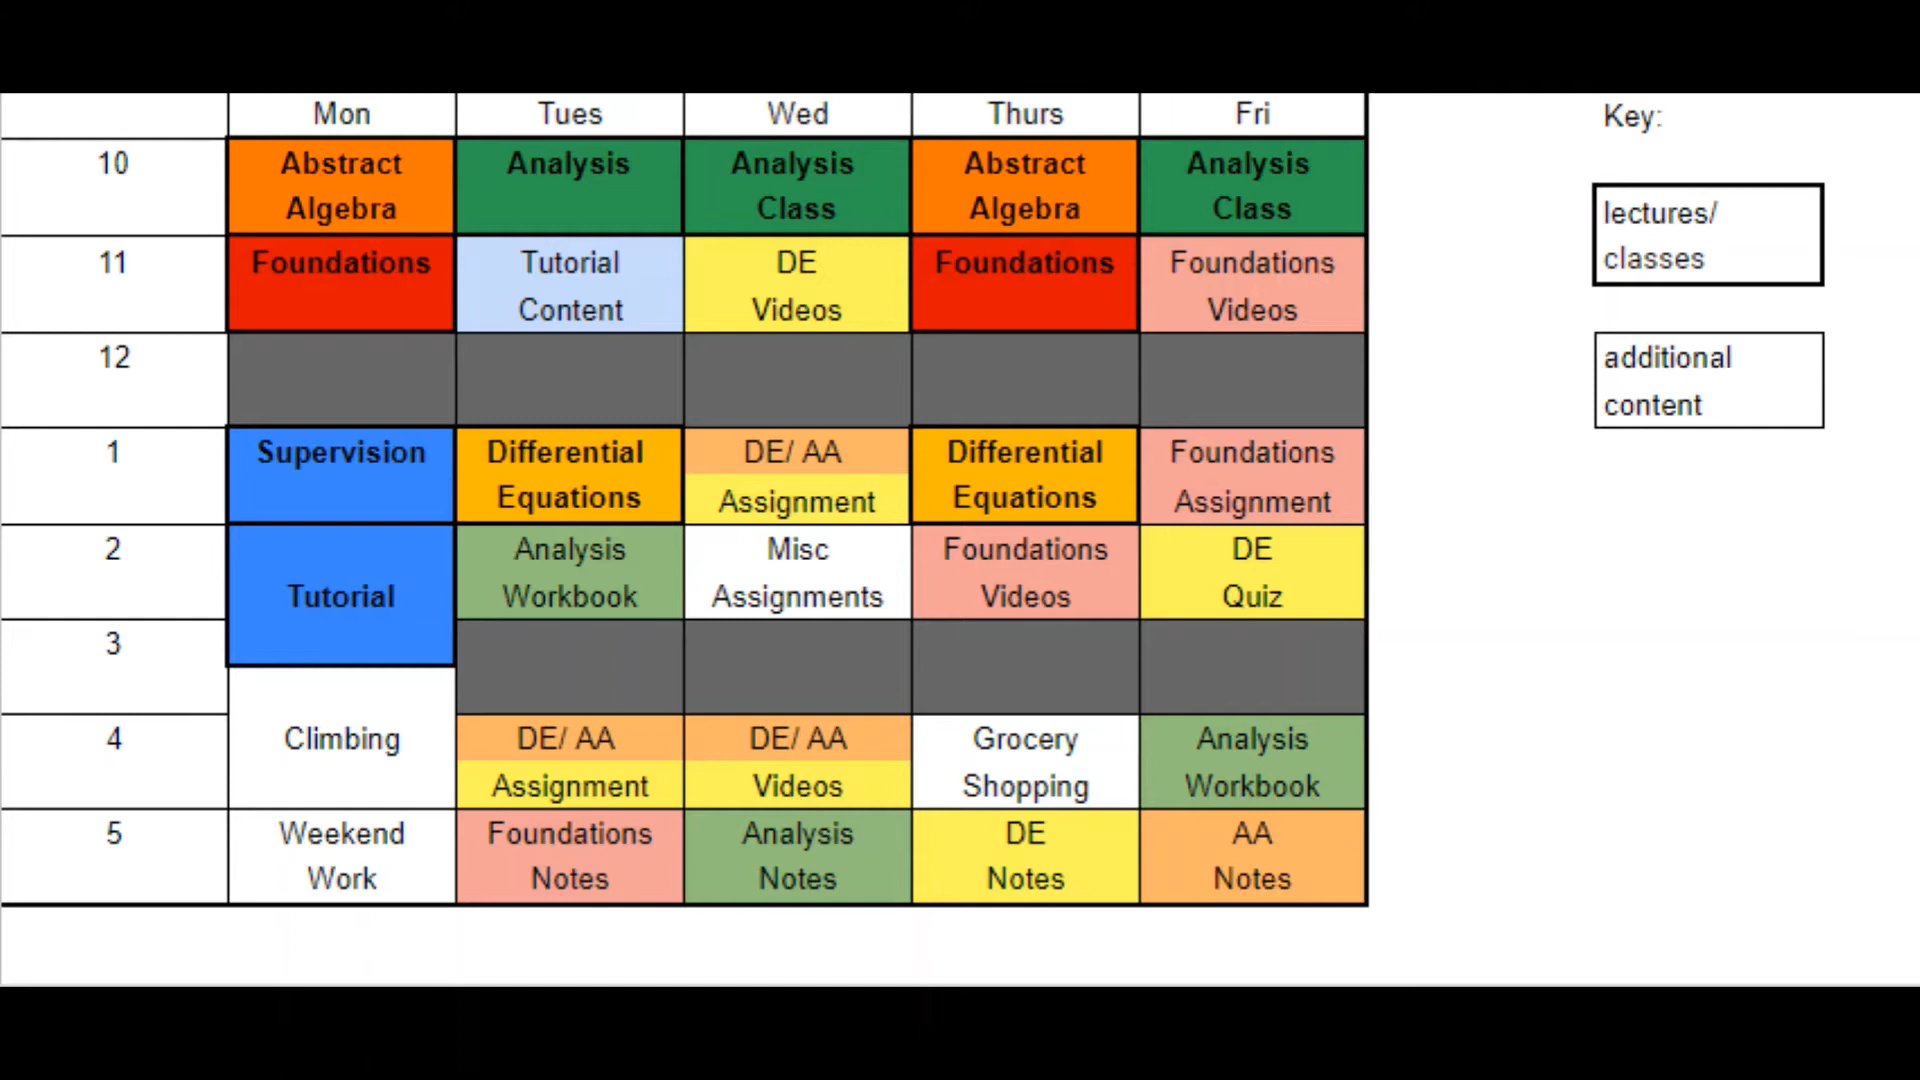 Mon Tues Wed Thurs Fri
Key:
10 Abstract Analysis Analysis Abstract Analysis
Algebra Class Algebra Class
lectures/
classes
11 Foundations Tutorial DE Foundations Foundations
Content Videos Videos
12
additional
content
1 Supervision Differential DE/ AA Differential Foundations
Equations Assignment Equations Assignment
2 Analysis Misc Foundations DE
Tutorial Workbook Assignments Videos Quiz
3
4 Climbing DE/ AA DE/ AA Grocery Analysis
Assignment Videos Shopping Workbook
5 Weekend Foundations Analysis DE AA
Work Notes Notes Notes Notes